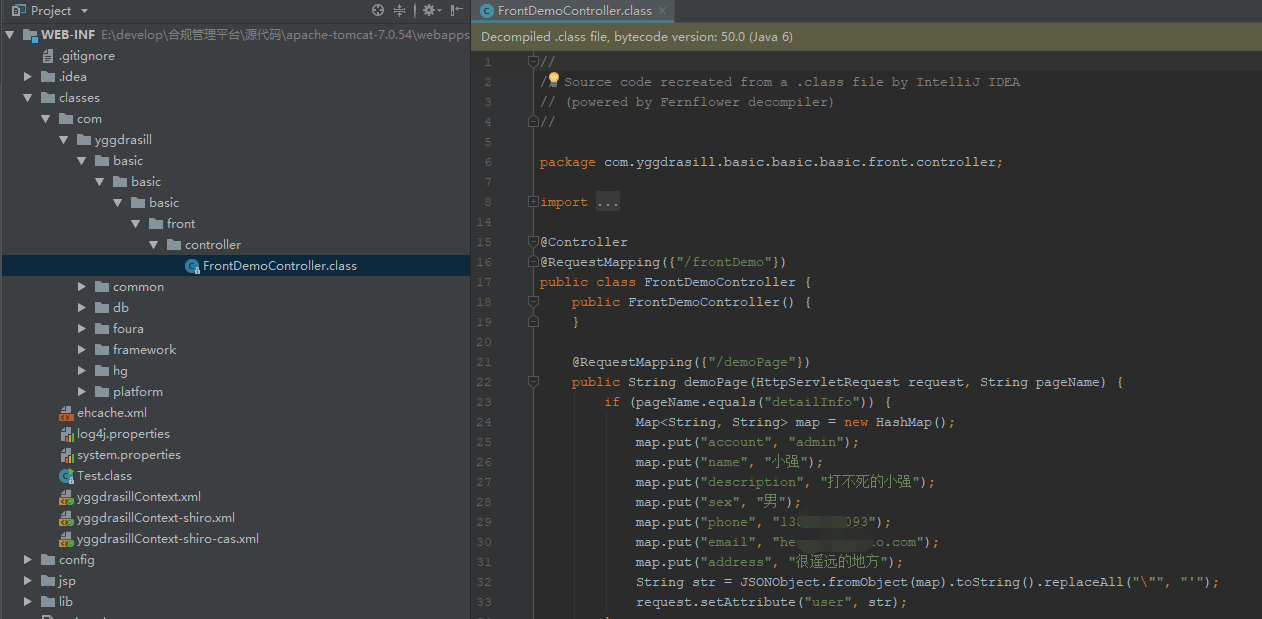 Project
WEB-INF E:\develop\合规管理平台\源代码\apache-tomcat-7.0.54\webapps
.gitignore
.idea
classes
com
yggdrasill
basic
basic
basic
front
controller
FrontDemoController.class
common
db
foura
framework
hg
platform
ehcache.xml
log4j.properties
system.properties
Test.class
yggdrasillContext.xml
yggdrasillContext-shiro.xml
yggdrasillContext-shiro-cas.xml
config
jsp
lib
FrontDemoController.class
Decompiled .class file, bytecode version: 50.0 (Java 6)
1 //
2 // Source code recreated from a .class file by IntelliJ IDEA
3 // (powered by Fernflower decompiler)
4 //
5
6 package com.yggdrasill.basic.basic.basic.front.controller;
7
8 import ...
14
15 @Controller
16 @RequestMapping({"/frontDemo"})
17 public class FrontDemoController {
18 public FrontDemoController() {
19 }
20
21 @RequestMapping({"/demoPage"})
22 public String demoPage(HttpServletRequest request, String pageName) {
23 if (pageName.equals("detailInfo")) {
24 Map<String, String> map = new HashMap();
25 map.put("account", "admin");
26 map.put("name", "小强");
27 map.put("description", "打不死的小强");
28 map.put("sex", "男");
29 map.put("phone", "138 093");
30 map.put("email", "he o.com");
31 map.put("address", "很遥远的地方");
32 String str = JSONObject.fromObject(map).toString().replaceAll("\"", "'");
33 request.setAttribute("user", str);